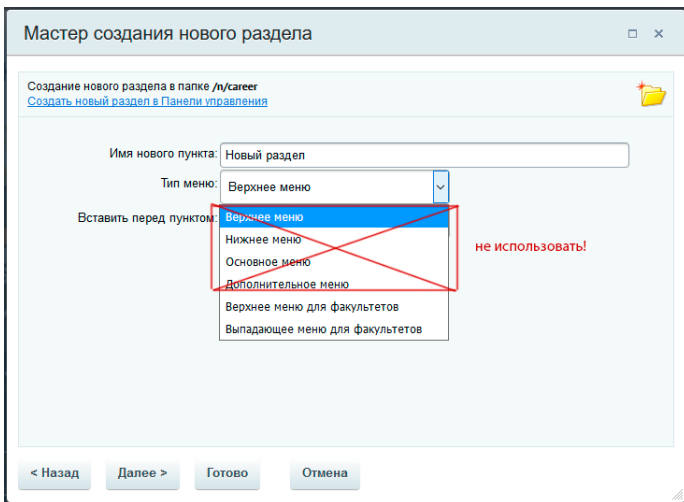 Мастер создания нового раздела
Создание нового раздела в папке /n/career
Создать новый раздел в Панели управления
Имя нового пункта: Новый раздел
Тип меню: Верхнее меню
Вставить перед пунктом: Верхнее меню
Нижнее меню
не использовать!
Основное меню
Дополнительное меню
Верхнее меню для факультетов
Выпадающее меню для факультетов
< Назад Далее > Готово Отмена